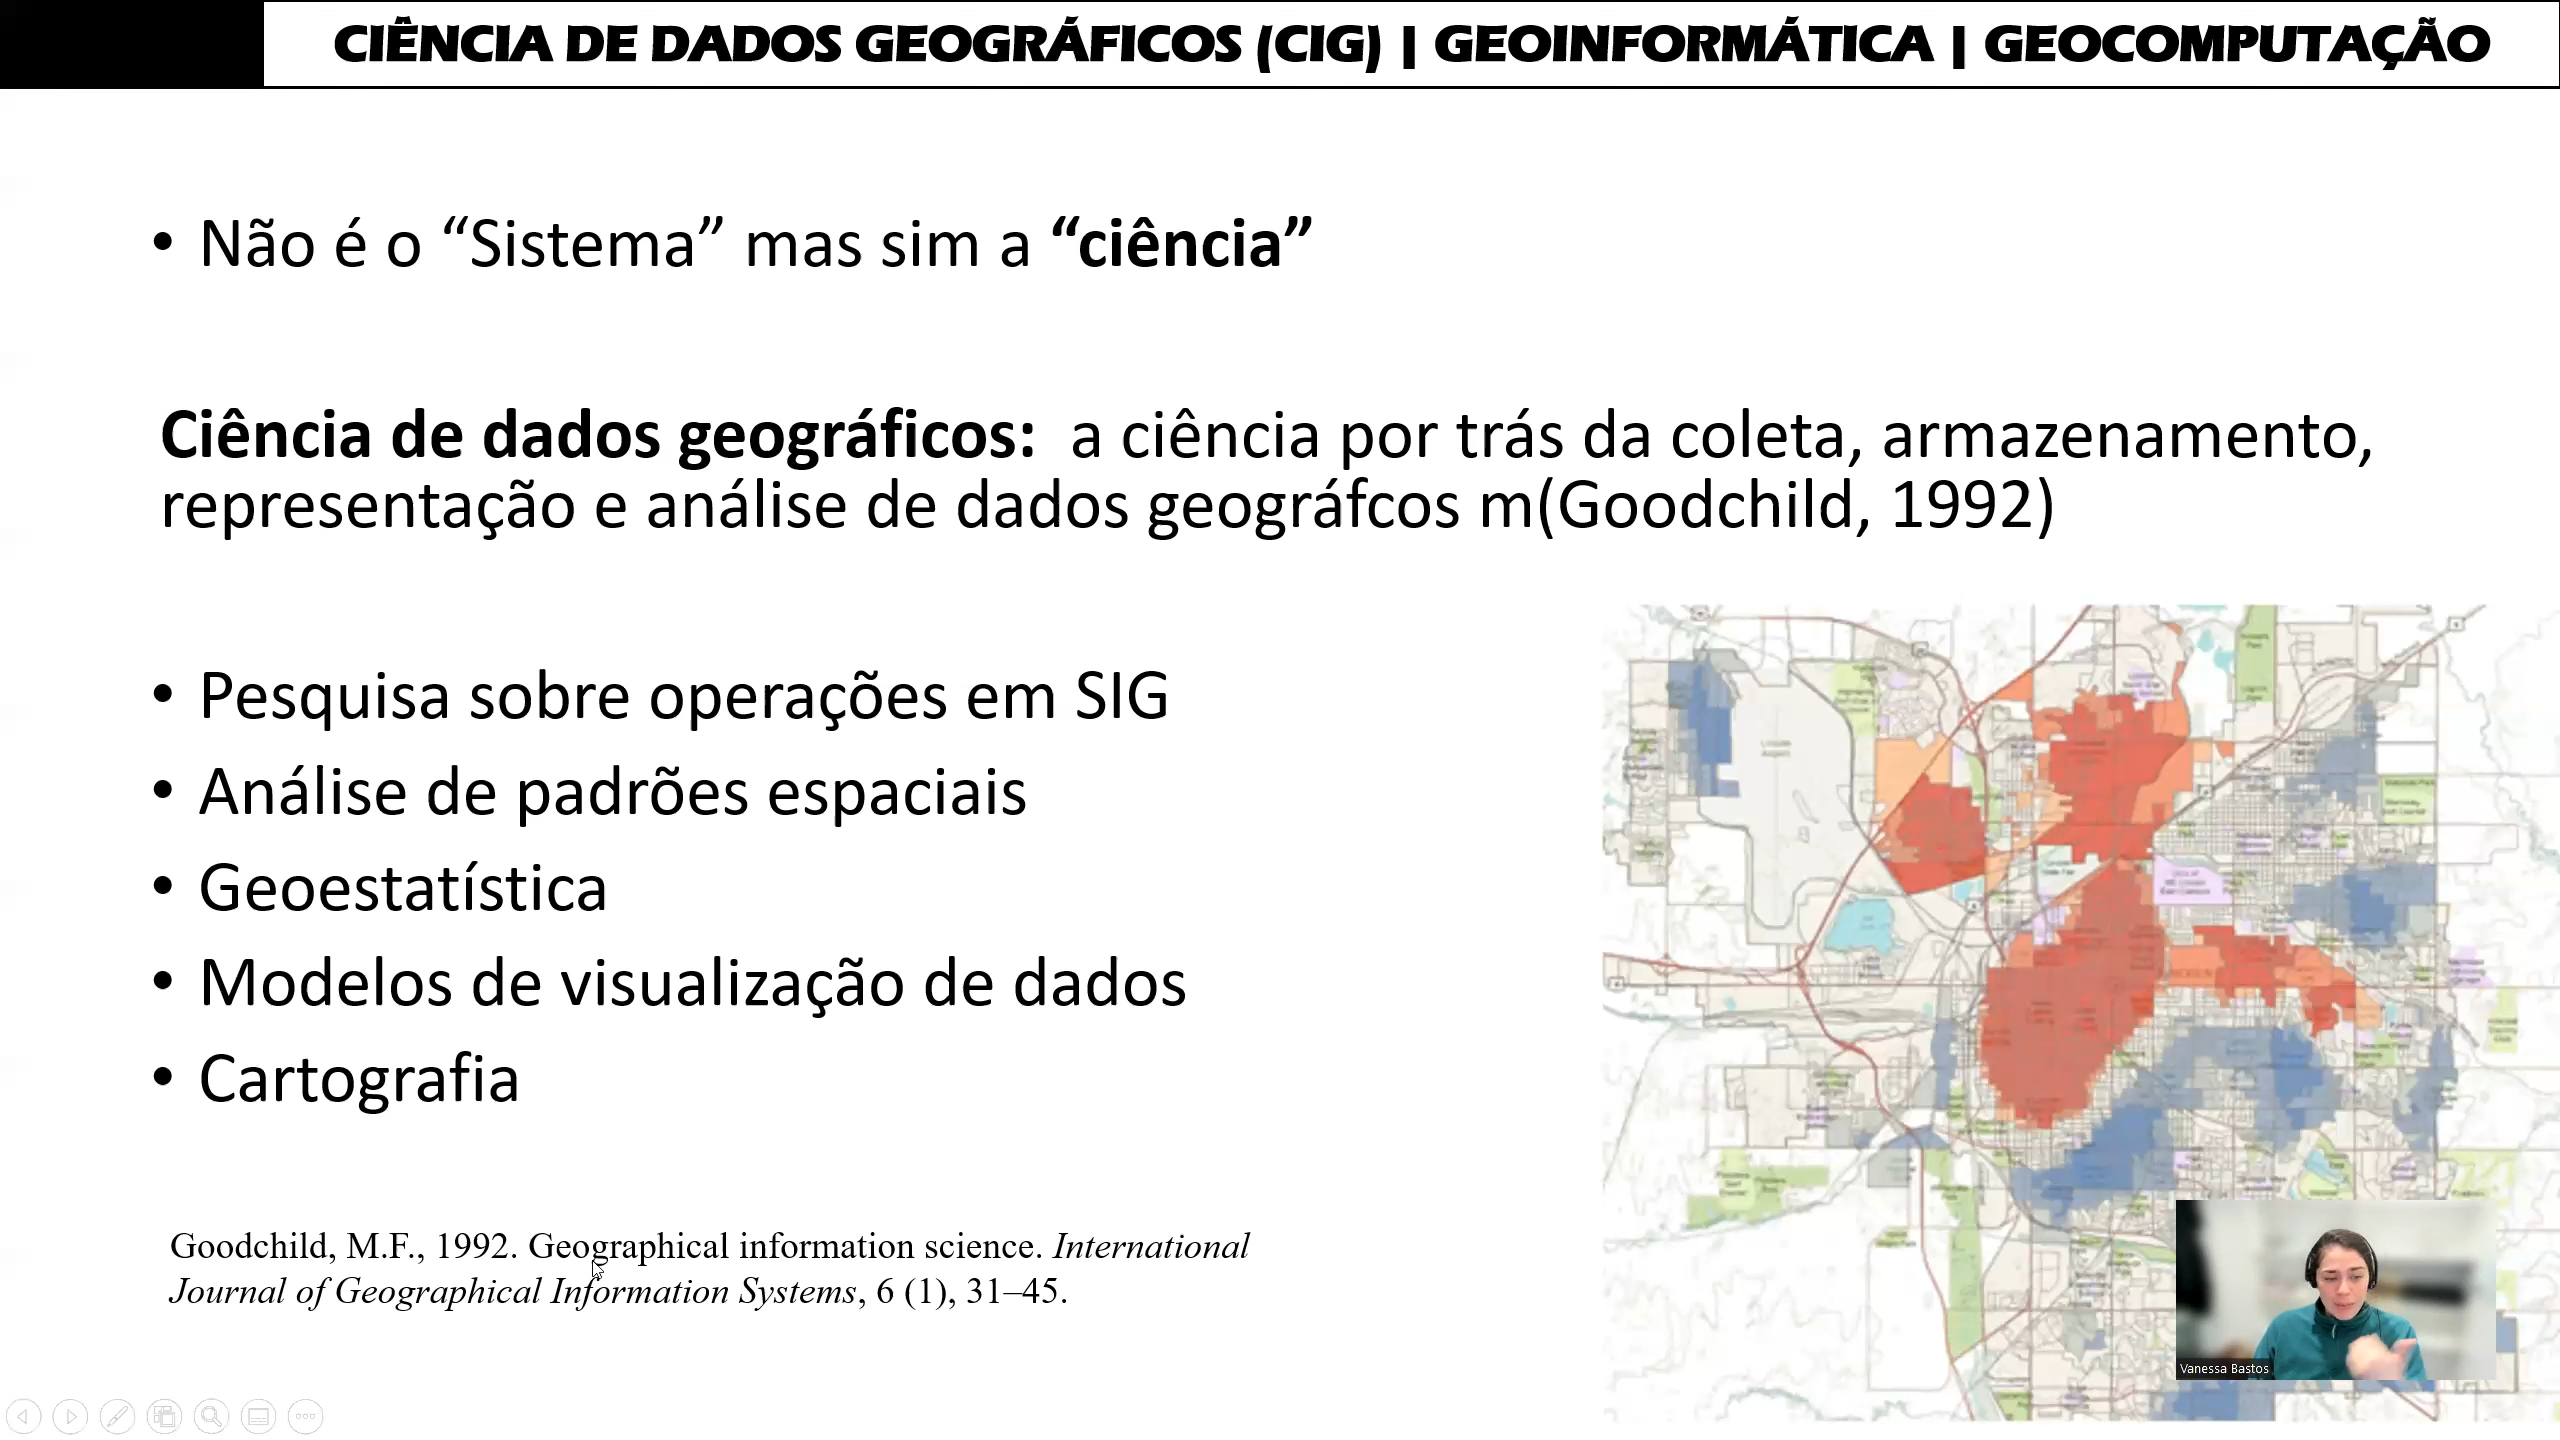 CIÊNCIA DE DADOS GEOGRÁFICOS (CIG) | GEOINFORMÁTICA | GEOCOMPUTAÇÃO
• Não é o “Sistema” mas sim a “ciência”
Ciência de dados geográficos: a ciência por trás da coleta, armazenamento,
representação e análise de dados geográfcos m(Goodchild, 1992)
• Pesquisa sobre operações em SIG
• Análise de padrões espaciais
• Geoestatística
• Modelos de visualização de dados
• Cartografia
Goodchild, M.F., 1992. Geographical information science. International
Journal of Geographical Information Systems, 6 (1), 31–45.
Vanessa Bastos